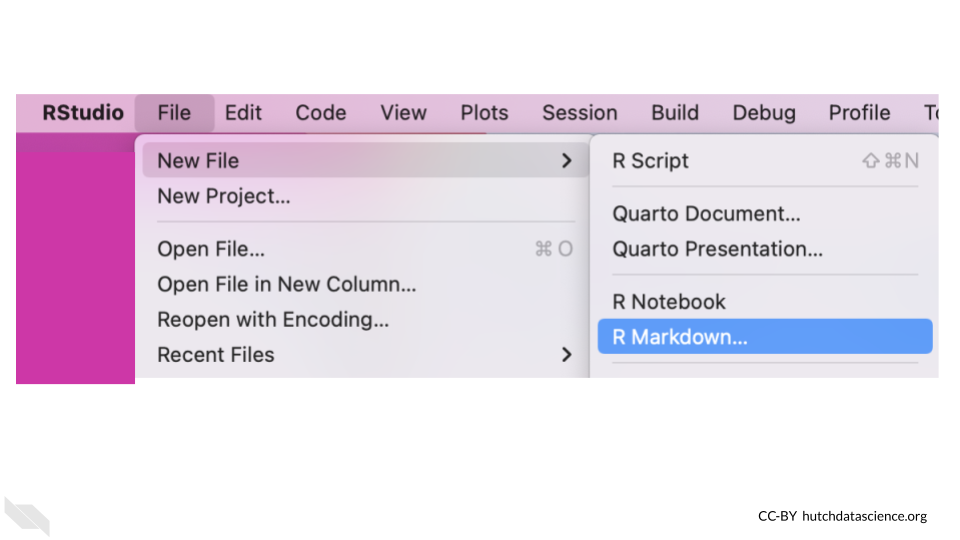 RStudio File Edit Code View Plots Session Build Debug Profile
New File
New Project...
Open File... ⌘ O
Open File in New Column...
Reopen with Encoding...
Recent Files
R Script ⇧⌘N
Quarto Document...
Quarto Presentation...
R Notebook
R Markdown...
CC-BY hutchdatascience.org